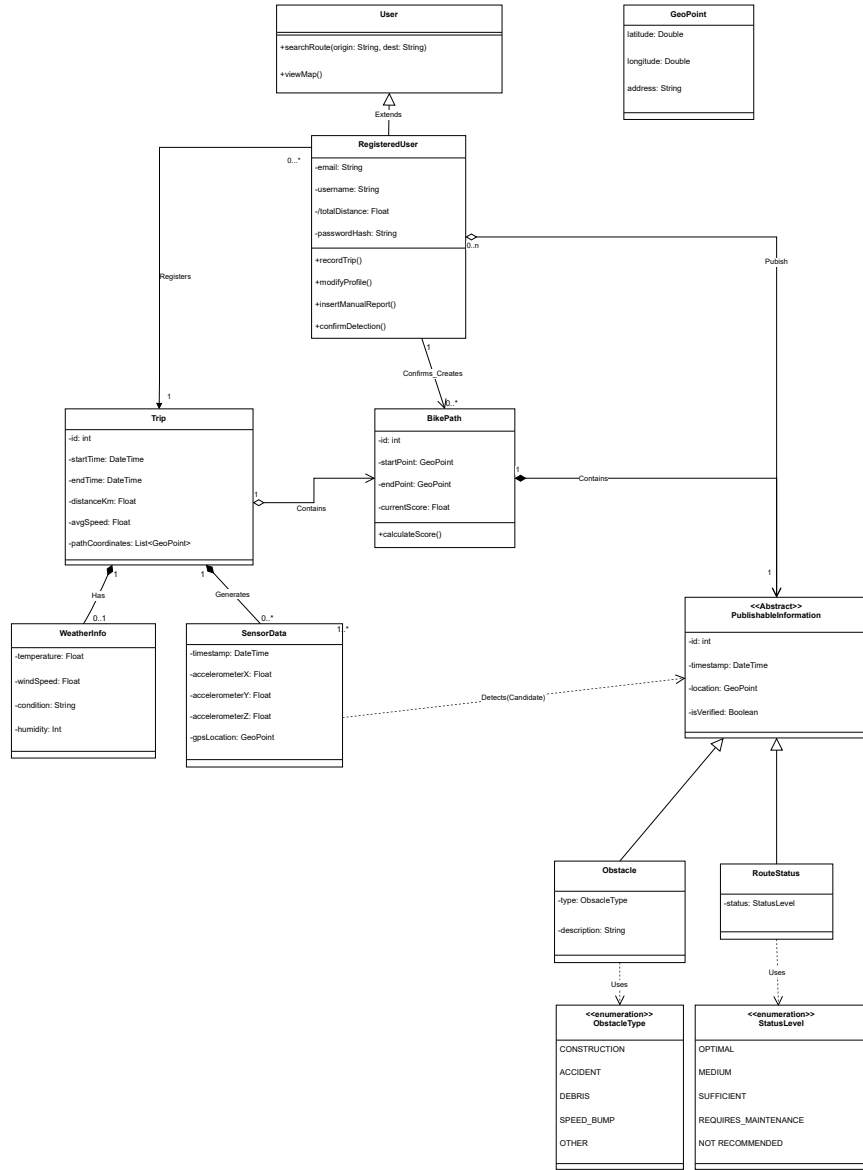 User
+searchRoute(origin: String, dest: String)
+viewMap()
GeoPoint
latitude: Double
longitude: Double
address: String
Extends
RegisteredUser
-email: String
-username: String
-/totalDistance: Float
-passwordHash: String
+recordTrip()
+modifyProfile()
+insertManualReport()
+confirmDetection()
0...*
0..n
Pubish
Registers
1
Confirms_Creates
1
0..*
Trip
-id: int
-startTime: DateTime
-endTime: DateTime
-distanceKm: Float
-avgSpeed: Float
-pathCoordinates: List<GeoPoint>
BikePath
-id: int
-startPoint: GeoPoint
-endPoint: GeoPoint
-currentScore: Float
+calculateScore()
1
Contains
1
Contains
1
Has
1
0..1
1
Generates
0..*
WeatherInfo
-temperature: Float
-windSpeed: Float
-condition: String
-humidity: Int
SensorData
1..*
-timestamp: DateTime
-accelerometerX: Float
-accelerometerY: Float
-accelerometerZ: Float
-gpsLocation: GeoPoint
Detects(Candidate)
<<Abstract>>
PublishableInformation
-id: int
-timestamp: DateTime
-location: GeoPoint
-isVerified: Boolean
Obstacle
-type: ObsacleType
-description: String
RouteStatus
-status: StatusLevel
Uses
Uses
<<enumeration>>
ObstacleType
CONSTRUCTION
ACCIDENT
DEBRIS
SPEED_BUMP
OTHER
<<enumeration>>
StatusLevel
OPTIMAL
MEDIUM
SUFFICIENT
REQUIRES_MAINTENANCE
NOT RECOMMENDED